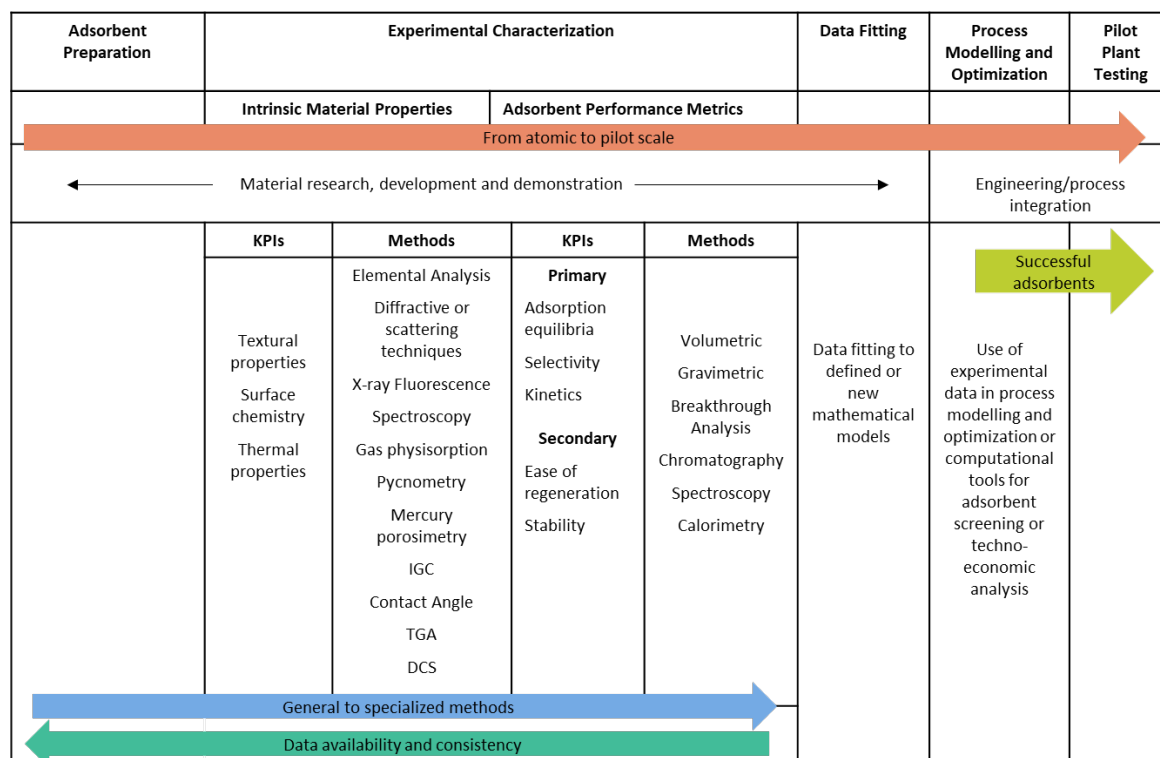 Adsorbent
Preparation
Experimental Characterization
Data Fitting
Process
Modelling and
Optimization
Pilot
Plant
Testing
Intrinsic Material Properties
Adsorbent Performance Metrics
From atomic to pilot scale
Material research, development and demonstration
Engineering/process
integration
KPIs
Methods
KPIs
Methods
Successful
adsorbents
Textural
properties
Surface
chemistry
Thermal
properties
Elemental Analysis
Diffractive or
scattering
techniques
X-ray Fluorescence
Spectroscopy
Gas physisorption
Pycnometry
Mercury
porosimetry
IGC
Contact Angle
TGA
DCS
Primary
Adsorption
equilibria
Selectivity
Kinetics
Secondary
Ease of
regeneration
Stability
Volumetric
Gravimetric
Breakthrough
Analysis
Chromatography
Spectroscopy
Calorimetry
Data fitting to
defined or
new
mathematical
models
Use of
experimental
data in process
modelling and
optimization or
computational
tools for
adsorbent
screening or
techno-
economic
analysis
General to specialized methods
Data availability and consistency